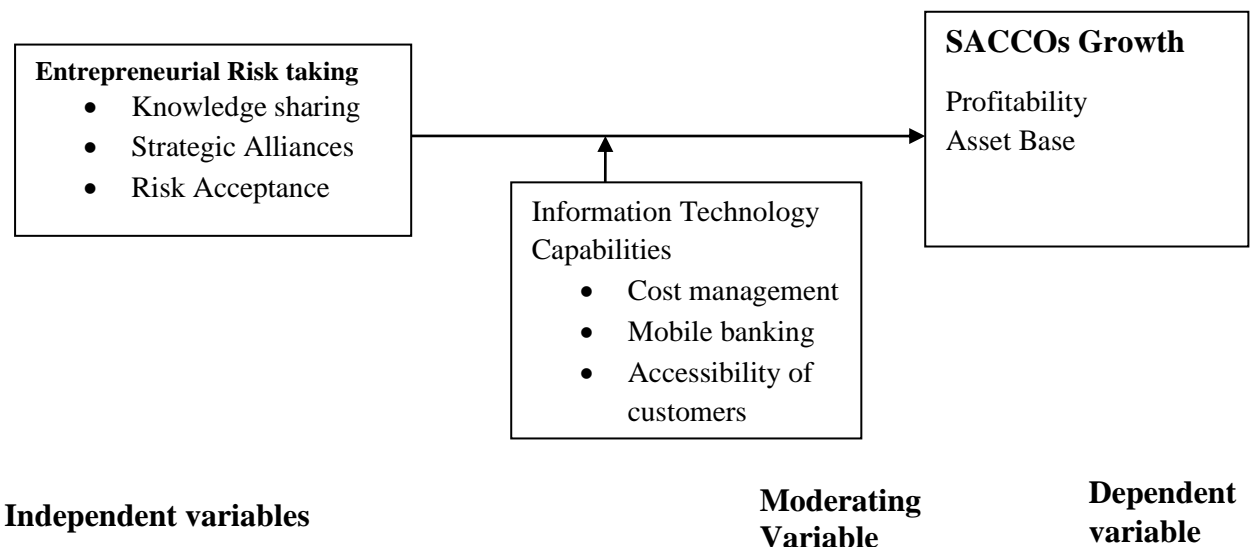 Entrepreneurial Risk taking
• Knowledge sharing
• Strategic Alliances
• Risk Acceptance
SACCOs Growth
Profitability
Asset Base
Information Technology
Capabilities
• Cost management
• Mobile banking
• Accessibility of
customers
Independent variables
Moderating
Variable
Dependent
variable